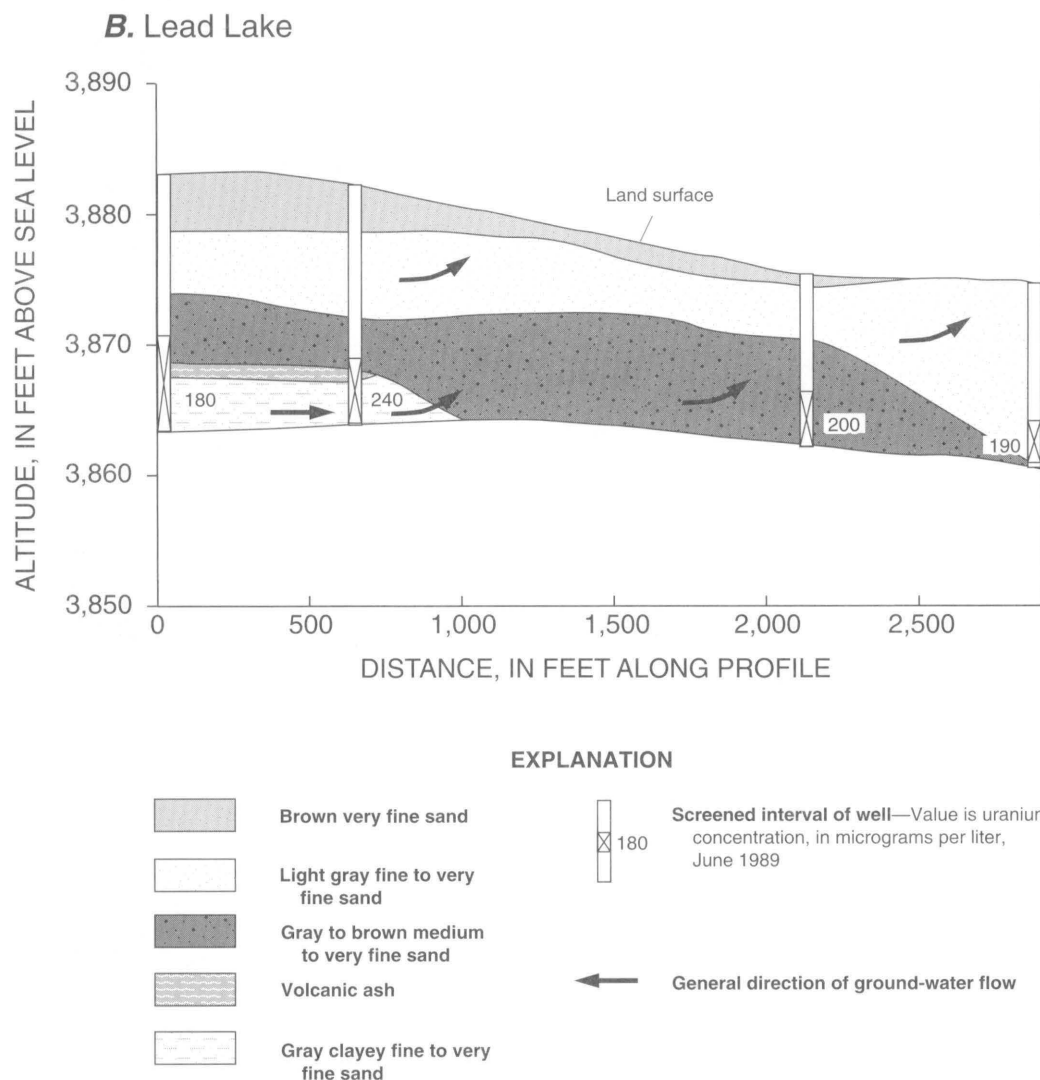 B. Lead Lake
ALTITUDE, IN FEET ABOVE SEA LEVEL
3,890
3,880
3,870
3,860
3,850
Land surface
180
240
200
190
0
500
1,000
1,500
2,000
2,500
DISTANCE, IN FEET ALONG PROFILE
EXPLANATION
Brown very fine sand
Light gray fine to very
fine sand
Gray to brown medium
to very fine sand
Volcanic ash
Gray clayey fine to very
fine sand
180
Screened interval of well—Value is uranium
concentration, in micrograms per liter,
June 1989
General direction of ground-water flow